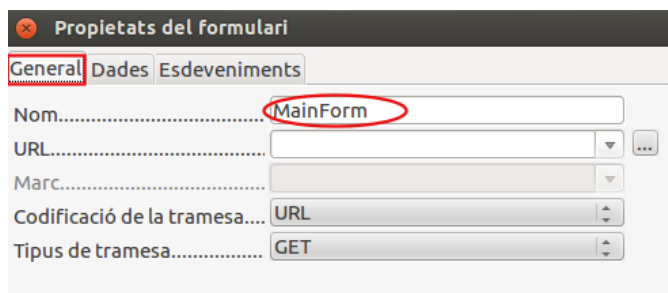 Propietats del formulari
General Dades Esdeveniments
Nom..................................... MainForm
URL...................................... ...
Marc....................................
Codificació de la tramesa.... URL
Tipus de tramesa................. GET